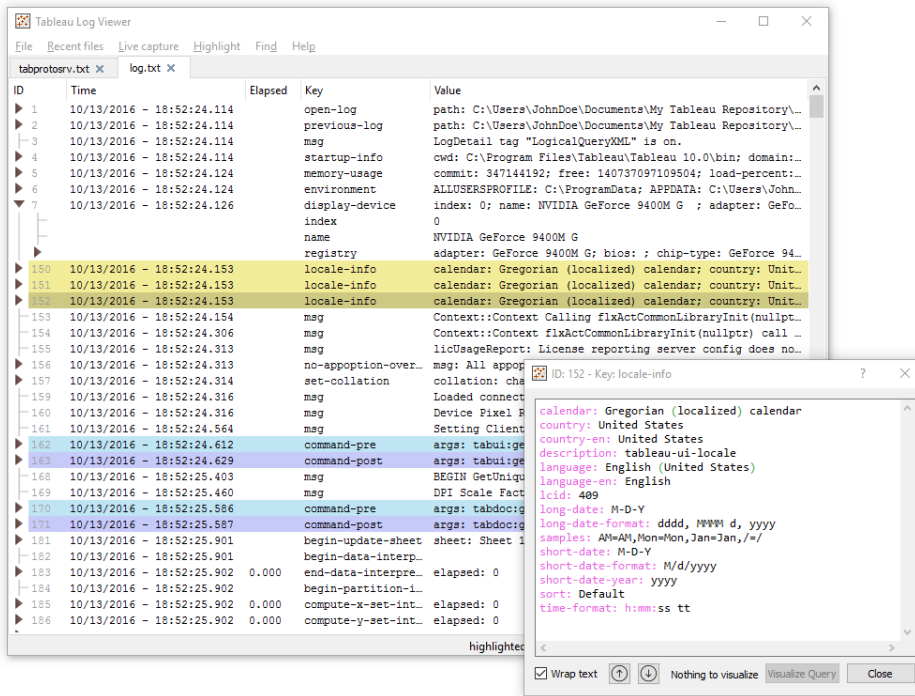 Tableau Log Viewer
File Recent files Live capture Highlight Find Help
tabprotosrv.txt log.txt
ID Time Elapsed Key Value
1 10/13/2016 - 18:52:24.114 open-log path: C:\Users\JohnDoe\Documents\My Tableau Repository\...
2 10/13/2016 - 18:52:24.114 previous-log path: C:\Users\JohnDoe\Documents\My Tableau Repository\...
3 10/13/2016 - 18:52:24.114 msg LogDetail tag "LogicalQueryXML" is on.
4 10/13/2016 - 18:52:24.114 startup-info cwd: C:\Program Files\Tableau\Tableau 10.0\bin; domain:...
5 10/13/2016 - 18:52:24.124 memory-usage commit: 347144192; free: 140737097109504; load-percent:...
6 10/13/2016 - 18:52:24.124 environment ALLUSERSPROFILE: C:\ProgramData; APPDATA: C:\Users\John...
7 10/13/2016 - 18:52:24.126 display-device index: 0; name: NVIDIA GeForce 9400M G ; adapter: GeFo...
index 0
name NVIDIA GeForce 9400M G
registry adapter: GeForce 9400M G; bios: ; chip-type: GeForce 94...
150 10/13/2016 - 18:52:24.153 locale-info calendar: Gregorian (localized) calendar; country: Unit...
151 10/13/2016 - 18:52:24.153 locale-info calendar: Gregorian (localized) calendar; country: Unit...
152 10/13/2016 - 18:52:24.153 locale-info calendar: Gregorian (localized) calendar; country: Unit...
153 10/13/2016 - 18:52:24.154 msg Context::Context Calling flxActCommonLibraryInit(nullpt...
154 10/13/2016 - 18:52:24.306 msg Context::Context flxActCommonLibraryInit(nullptr) call ...
155 10/13/2016 - 18:52:24.313 msg licUsageReport: License reporting server config does no...
156 10/13/2016 - 18:52:24.313 no-appoption-over... msg: All appop
157 10/13/2016 - 18:52:24.314 set-collation collation: cha
159 10/13/2016 - 18:52:24.316 msg Loaded connect
160 10/13/2016 - 18:52:24.316 msg Device Pixel R
161 10/13/2016 - 18:52:24.564 msg Setting Client
162 10/13/2016 - 18:52:24.612 command-pre args: tabui:ge
163 10/13/2016 - 18:52:24.629 command-post args: tabui:ge
168 10/13/2016 - 18:52:25.403 msg BEGIN GetUniqu
169 10/13/2016 - 18:52:25.460 msg DPI Scale Fact
170 10/13/2016 - 18:52:25.586 command-pre args: tabdoc:g
171 10/13/2016 - 18:52:25.587 command-post args: tabdoc:g
181 10/13/2016 - 18:52:25.901 begin-update-sheet sheet: Sheet 1
182 10/13/2016 - 18:52:25.901 begin-data-interp...
183 10/13/2016 - 18:52:25.902 0.000 end-data-interpre... elapsed: 0
184 10/13/2016 - 18:52:25.902 begin-partition-i...
185 10/13/2016 - 18:52:25.902 0.000 compute-x-set-int... elapsed: 0
186 10/13/2016 - 18:52:25.902 0.000 compute-y-set-int... elapsed: 0
highlighted
ID: 152 - Key: locale-info
calendar: Gregorian (localized) calendar
country: United States
country-en: United States
description: tableau-ui-locale
language: English (United States)
language-en: English
lcid: 409
long-date: M-D-Y
long-date-format: dddd, MMMM d, yyyy
samples: AM=AM,Mon=Mon,Jan=Jan,/=/
short-date: M-D-Y
short-date-format: M/d/yyyy
short-date-year: yyyy
sort: Default
time-format: h:mm:ss tt
Wrap text Nothing to visualize Visualize Query Close